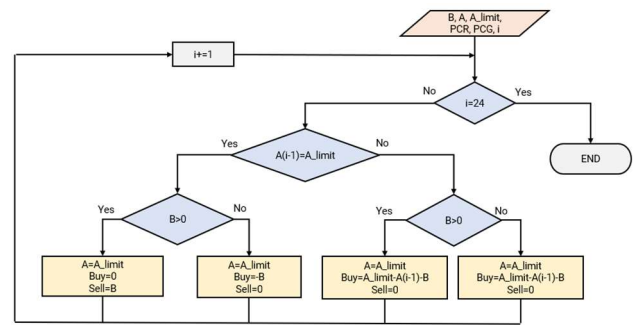 B, A, A_limit,
PCR, PCG, i
i+=1
No
i=24
Yes
Yes
A(i-1)=A_limit
No
END
Yes
B>0
No
Yes
B>0
No
A=A_limit
Buy=0
Sell=B
A=A_limit
Buy=-B
Sell=0
A=A_limit
Buy=A_limit-A(i-1)-B
Sell=0
A=A_limit
Buy=A_limit-A(i-1)-B
Sell=0